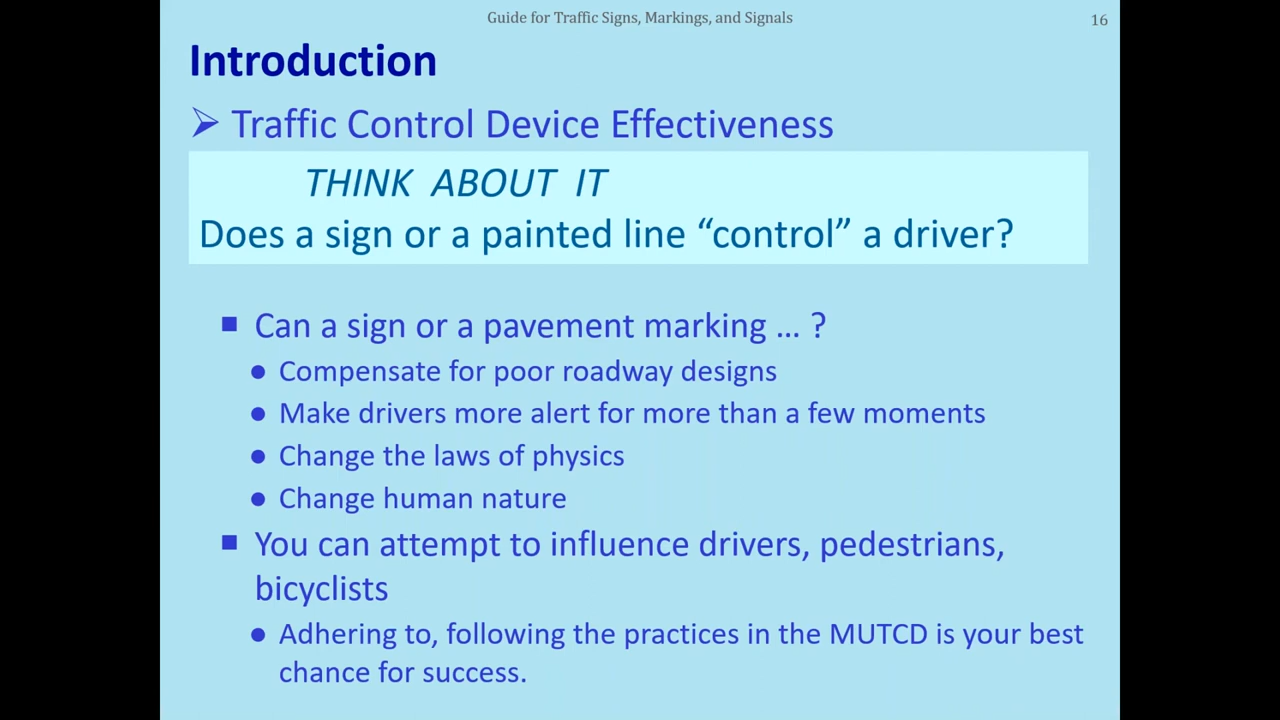 Guide for Traffic Signs, Markings, and Signals
16
Introduction
➢ Traffic Control Device Effectiveness
THINK ABOUT IT
Does a sign or a painted line “control” a driver?
■ Can a sign or a pavement marking … ?
● Compensate for poor roadway designs
● Make drivers more alert for more than a few moments
● Change the laws of physics
● Change human nature
■ You can attempt to influence drivers, pedestrians,
bicyclists
● Adhering to, following the practices in the MUTCD is your best
chance for success.